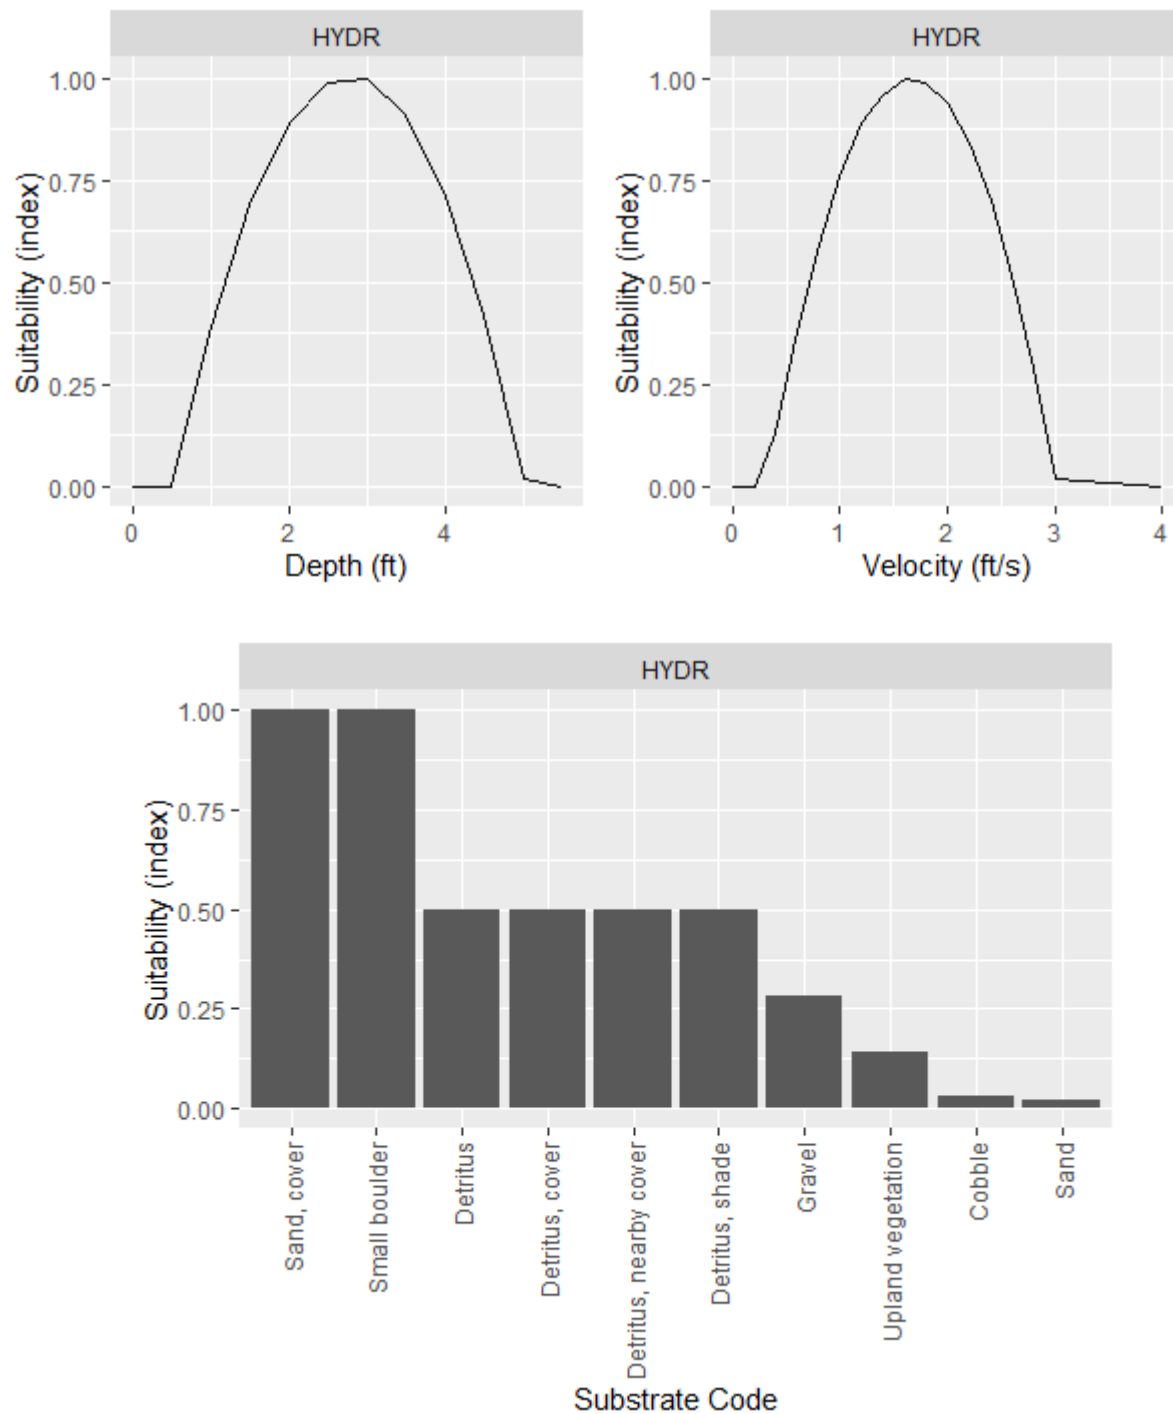 HYDR
1.00
0.75
0.50
0.25
0.00
Suitability (index)
0 2 4
Depth (ft)
HYDR
1.00
0.75
0.50
0.25
0.00
Suitability (index)
0 1 2 3 4
Velocity (ft/s)
HYDR
1.00
0.75
0.50
0.25
0.00
Suitability (index)
Sand, cover
Small boulder
Detritus
Detritus, cover
Detritus, nearby cover
Detritus, shade
Gravel
Upland vegetation
Cobble
Sand
Substrate Code